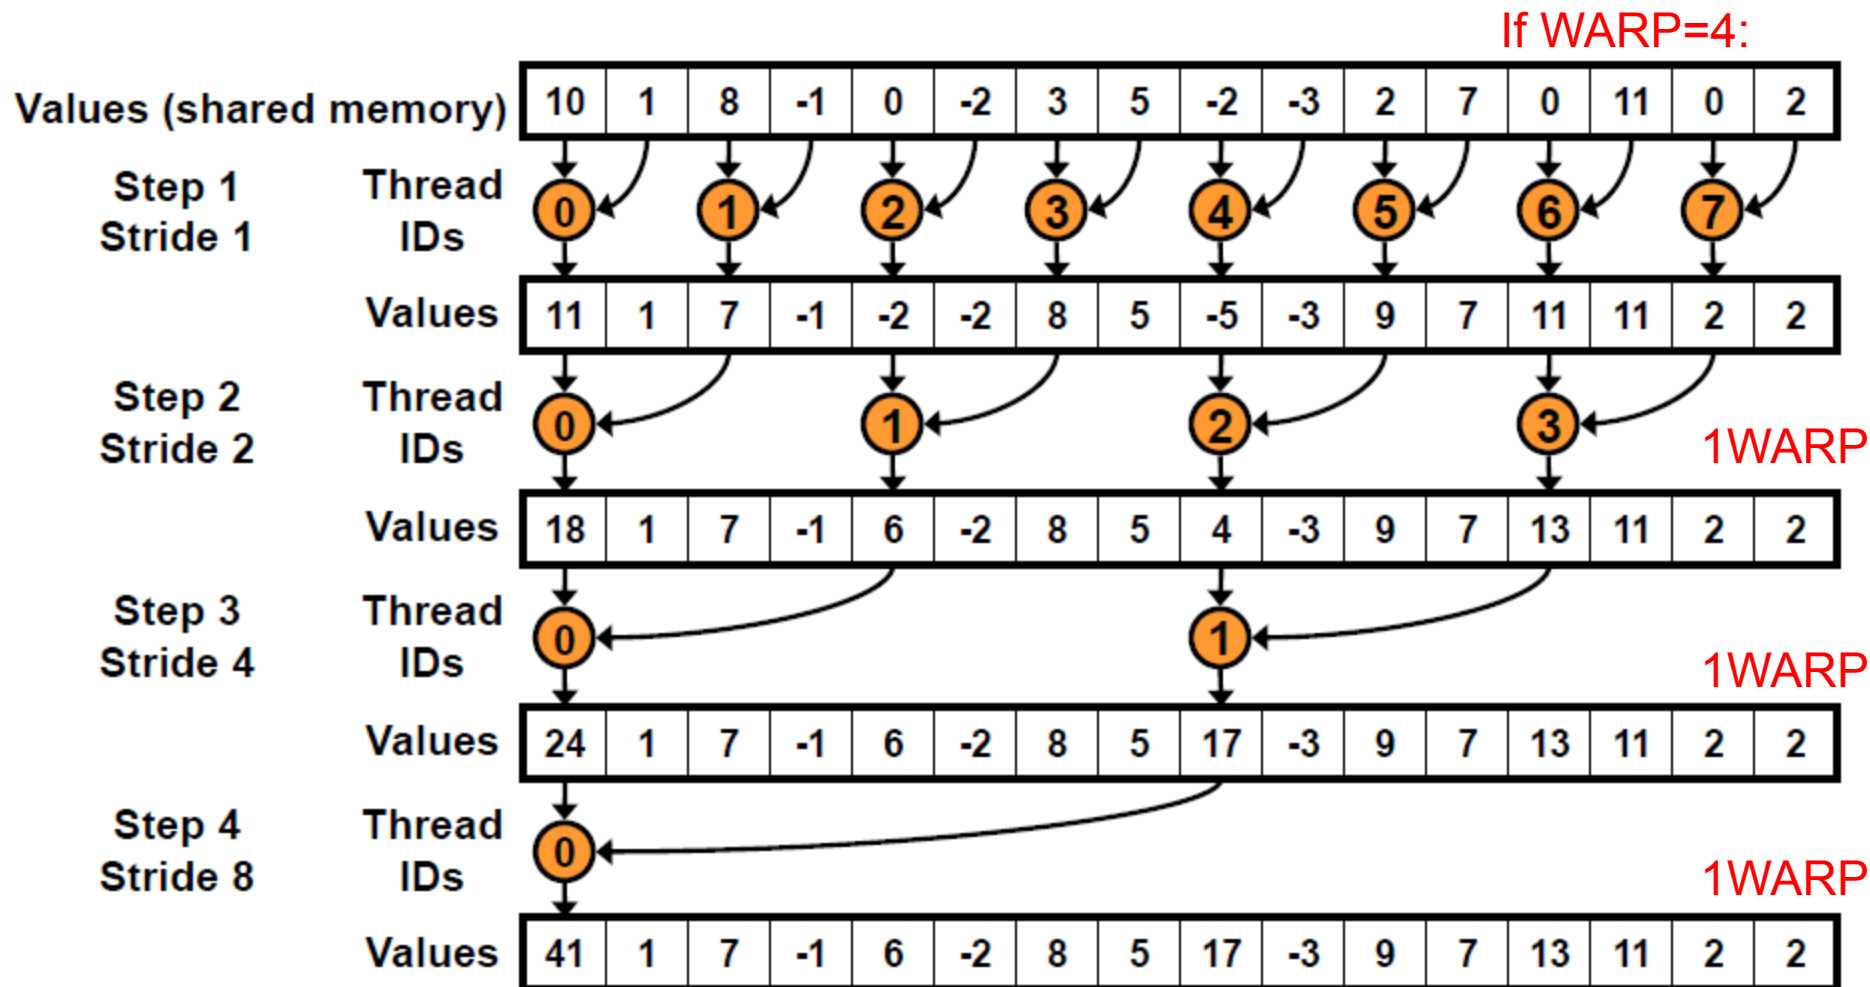 If WARP=4:
Values (shared memory) 10 1 8 -1 0 -2 3 5 -2 -3 2 7 0 11 0 2
Step 1 Thread
Stride 1 IDs
0 1 2 3 4 5 6 7
Values 11 1 7 -1 -2 -2 8 5 -5 -3 9 7 11 11 2 2
Step 2 Thread
Stride 2 IDs
0 1 2 3
1WARP
Values 18 1 7 -1 6 -2 8 5 4 -3 9 7 13 11 2 2
Step 3 Thread
Stride 4 IDs
0 1
1WARP
Values 24 1 7 -1 6 -2 8 5 17 -3 9 7 13 11 2 2
Step 4 Thread
Stride 8 IDs
0
1WARP
Values 41 1 7 -1 6 -2 8 5 17 -3 9 7 13 11 2 2